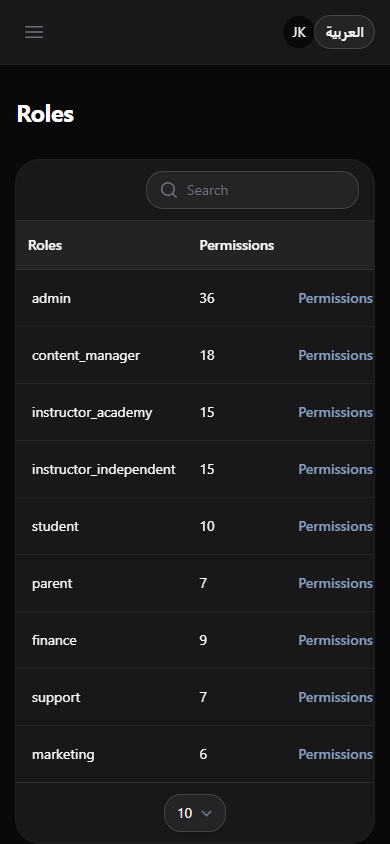 JK العربية
Roles
Search
Roles Permissions
admin 36 Permissions
content_manager 18 Permissions
instructor_academy 15 Permissions
instructor_independent 15 Permissions
student 10 Permissions
parent 7 Permissions
finance 9 Permissions
support 7 Permissions
marketing 6 Permissions
10